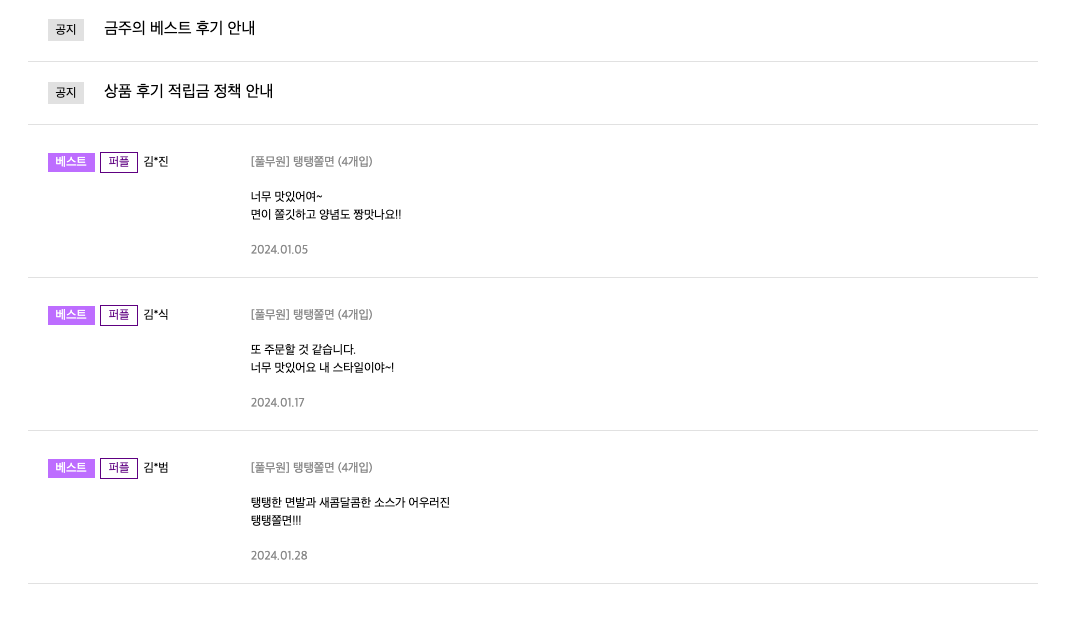 공지 금주의 베스트 후기 안내
공지 상품 후기 적립금 정책 안내
베스트 퍼플 김*진 [풀무원] 탱탱쫄면 (4개입)
너무 맛있어여~
면이 쫄깃하고 양념도 짱맛나요!!
2024.01.05
베스트 퍼플 김*식 [풀무원] 탱탱쫄면 (4개입)
또 주문할 것 같습니다.
너무 맛있어요 내 스타일이야~!
2024.01.17
베스트 퍼플 김*범 [풀무원] 탱탱쫄면 (4개입)
탱탱한 면발과 새콤달콤한 소스가 어우러진
탱탱쫄면!!!
2024.01.28